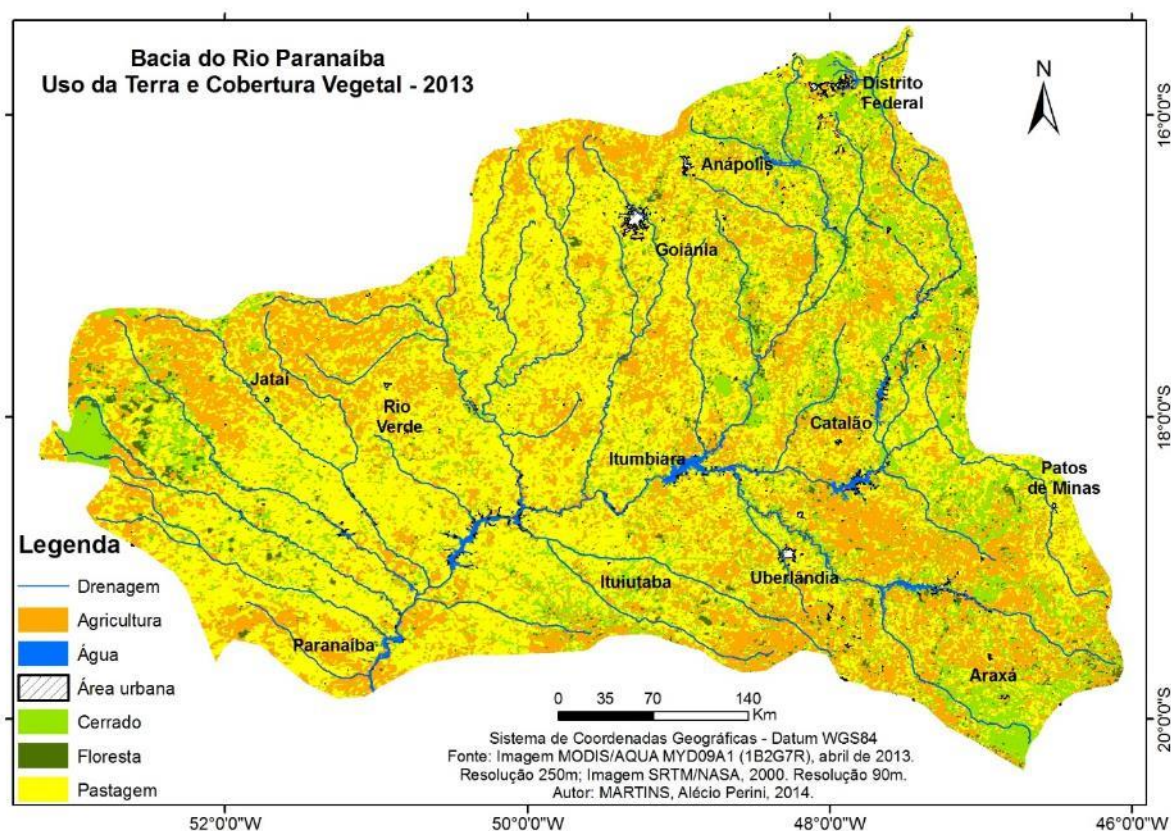 Bacia do Rio Paranaíba
Uso da Terra e Cobertura Vegetal - 2013
N
Distrito
Federal
16°0'0"S
Anápolis
Goiânia
Jataí
Rio
Verde
Catalão
18°0'0"S
Itumbiara
Patos
de Minas
Legenda
Drenagem
Agricultura
Água
Área urbana
Cerrado
Floresta
Pastagem
Ituiutaba
Uberlândia
Paranaíba
Araxá
0 35 70 140
Km
20°0'0"S
Sistema de Coordenadas Geográficas - Datum WGS84
Fonte: Imagem MODIS/AQUA MYD09A1 (1B2G7R), abril de 2013.
Resolução 250m; Imagem SRTM/NASA, 2000. Resolução 90m.
Autor: MARTINS, Alécio Perini, 2014.
52°0'0"W 50°0'0"W 48°0'0"W 46°0'0"W